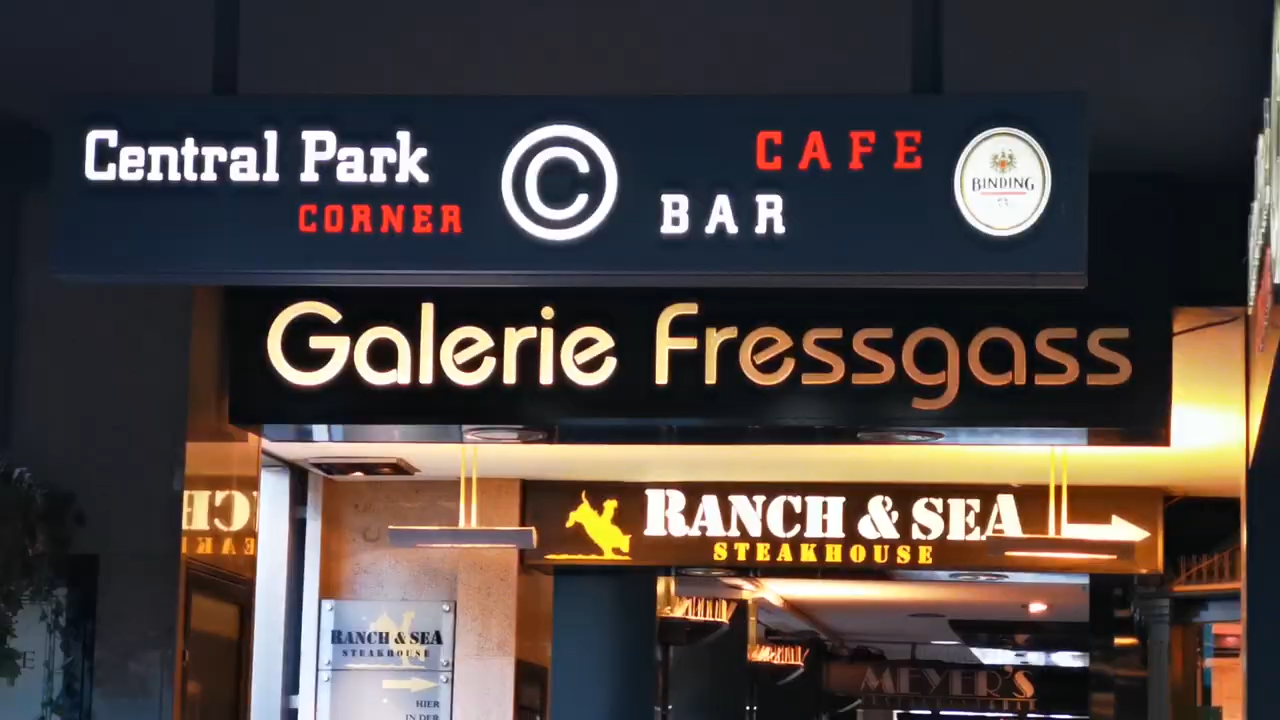 Central Park
CORNER
©
CAFE
BAR
BINDING
Galerie Fressgass
RANCH & SEA
STEAKHOUSE
RANCH & SEA
STEAKHOUSE
HIER
IN DER
MEYER'S